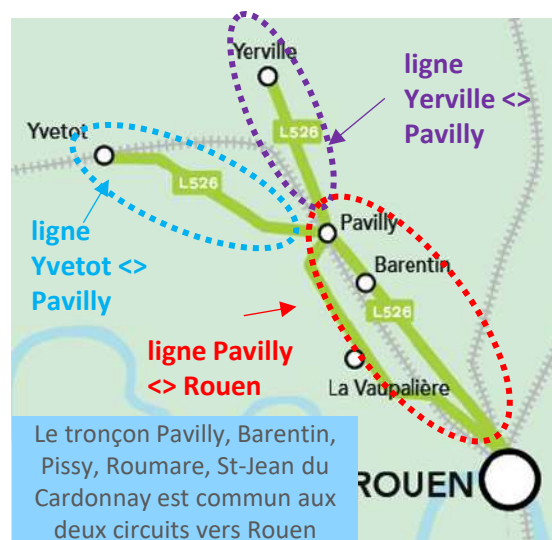 Yerville
ligne
Yerville <>
Pavilly
L526
Yvetot
L526
ligne
Yvetot <>
Pavilly
Pavilly
Barentin
L526
ligne Pavilly
<> Rouen
La Vaupalière
Le tronçon Pavilly, Barentin,
Pissy, Roumare, St-Jean du
Cardonnay est commun aux
deux circuits vers Rouen
ROUEN